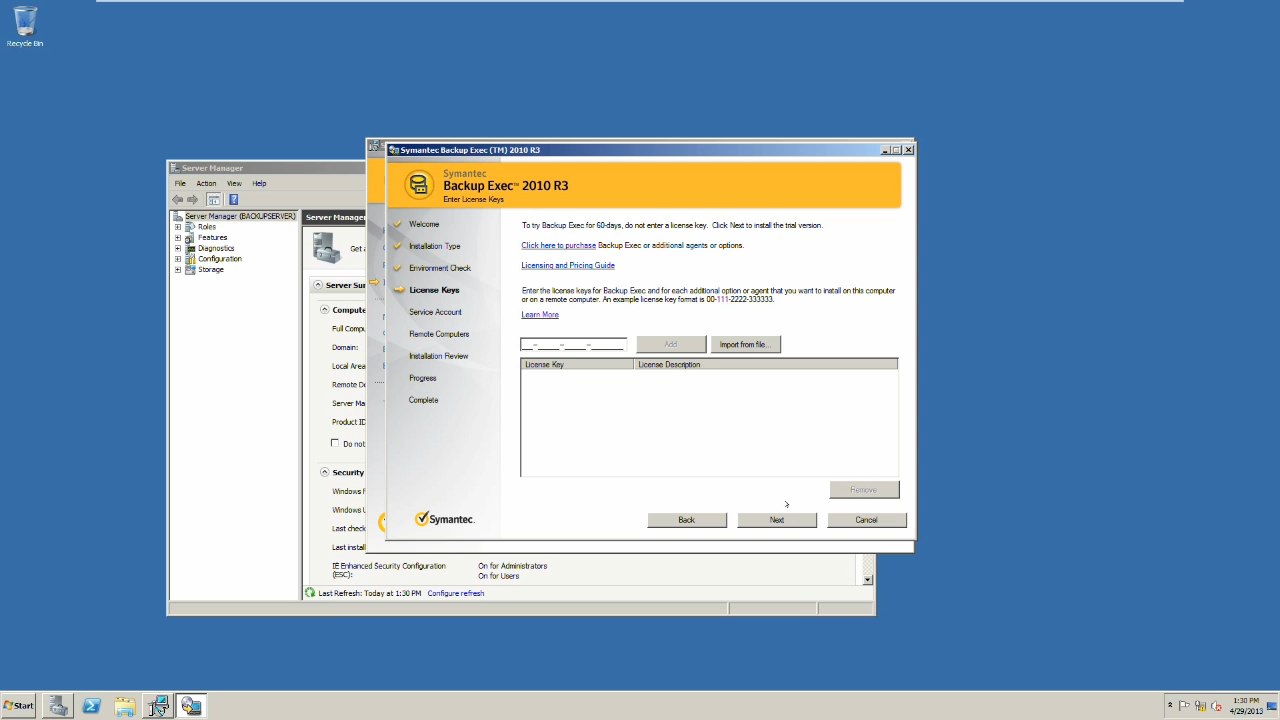 Recycle Bin
Server Manager
File Action View Help
Server Manager (BACKUPSERVER)
Roles
Features
Diagnostics
Configuration
Storage
Server Manager
Get a
Server Sum
Compute
Full Comp
Domain:
Local Area
Remote De
Server Ma
Product ID
Do not
Security
Windows F
Windows U
Last check
Last install
IE Enhanced Security Configuration
(ESC):
On for Administrators
On for Users
Last Refresh: Today at 1:30 PM Configure refresh
Symantec Backup Exec (TM) 2010 R3
Symantec
Backup Exec™ 2010 R3
Enter License Keys
Welcome
Installation Type
Environment Check
License Keys
Service Account
Remote Computers
Installation Review
Progress
Complete
Symantec.
To try Backup Exec for 60-days, do not enter a license key. Click Next to install the trial version.
Click here to purchase Backup Exec or additional agents or options.
Licensing and Pricing Guide
Enter the license keys for Backup Exec and for each additional option or agent that you want to install on this computer
or on a remote computer. An example license key format is 00-111-2222-333333.
Learn More
__-____-____-______ Add Import from file...
License Key License Description
Remove
Back Next Cancel
Start
1:30 PM
4/29/2013